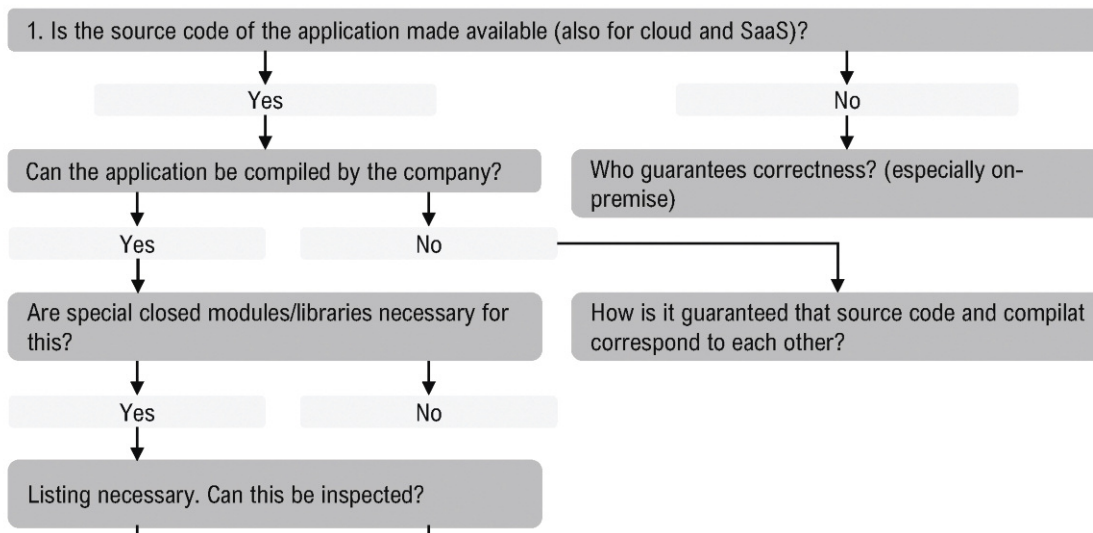 1. Is the source code of the application made available (also for cloud and SaaS)?
Yes
No
Can the application be compiled by the company?
Who guarantees correctness? (especially on-
premise)
Yes
No
Are special closed modules/libraries necessary for
this?
How is it guaranteed that source code and compilat
correspond to each other?
Yes
No
Listing necessary. Can this be inspected?